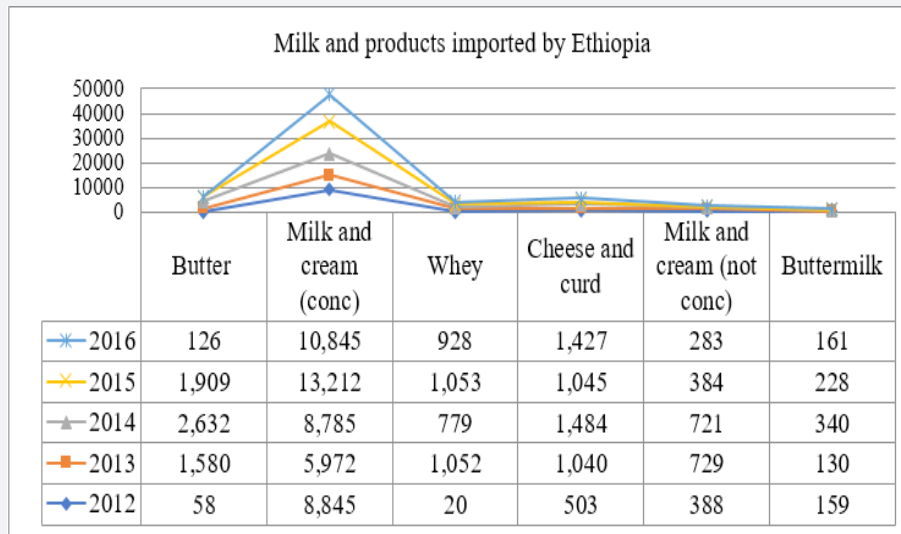 Milk and products imported by Ethiopia
50000
40000
30000
20000
10000
0
Butter
Milk and
cream
(conc)
Whey
Cheese and
curd
Milk and
cream (not
conc)
Buttermilk
2016 126 10,845 928 1,427 283 161
2015 1,909 13,212 1,053 1,045 384 228
2014 2,632 8,785 779 1,484 721 340
2013 1,580 5,972 1,052 1,040 729 130
2012 58 8,845 20 503 388 159